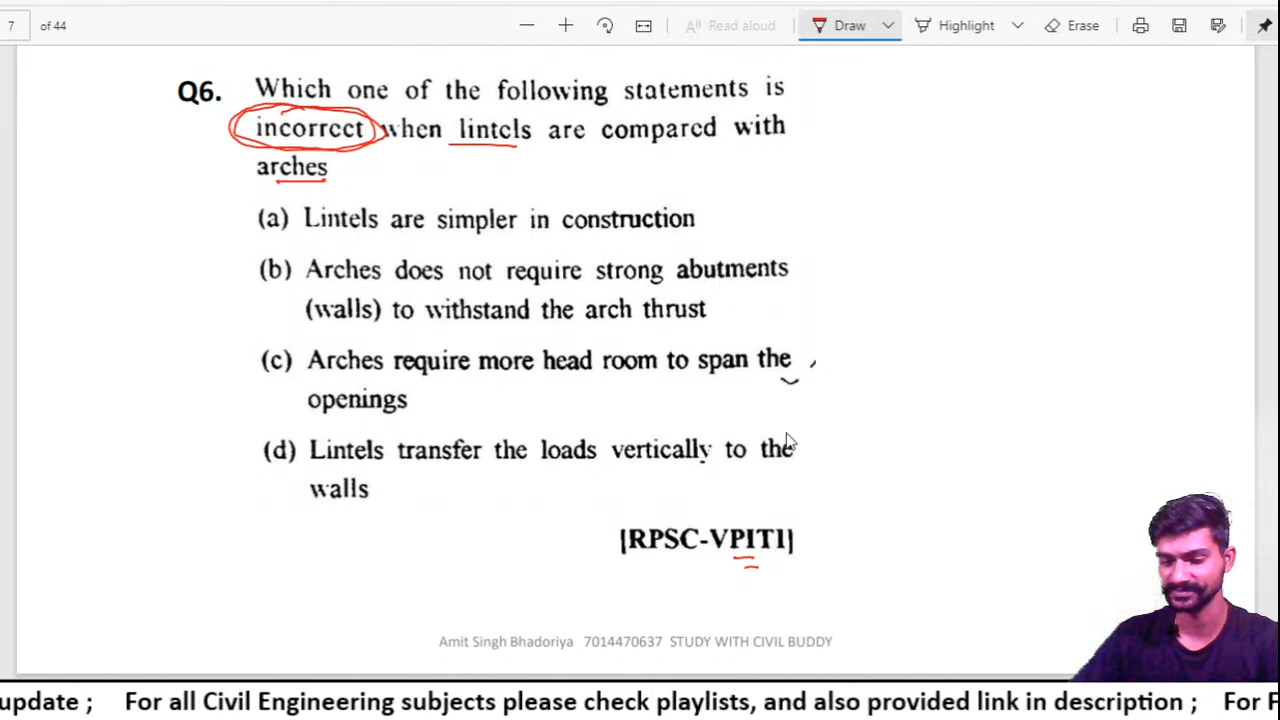 7 of 44 Read aloud Draw Highlight Erase
Q6. Which one of the following statements is
incorrect when lintels are compared with
arches
(a) Lintels are simpler in construction
(b) Arches does not require strong abutments
(walls) to withstand the arch thrust
(c) Arches require more head room to span the
openings
(d) Lintels transfer the loads vertically to the
walls
[RPSC-VPITI]
Amit Singh Bhadoriya 7014470637 STUDY WITH CIVIL BUDDY
update ; For all Civil Engineering subjects please check playlists, and also provided link in description ; For F